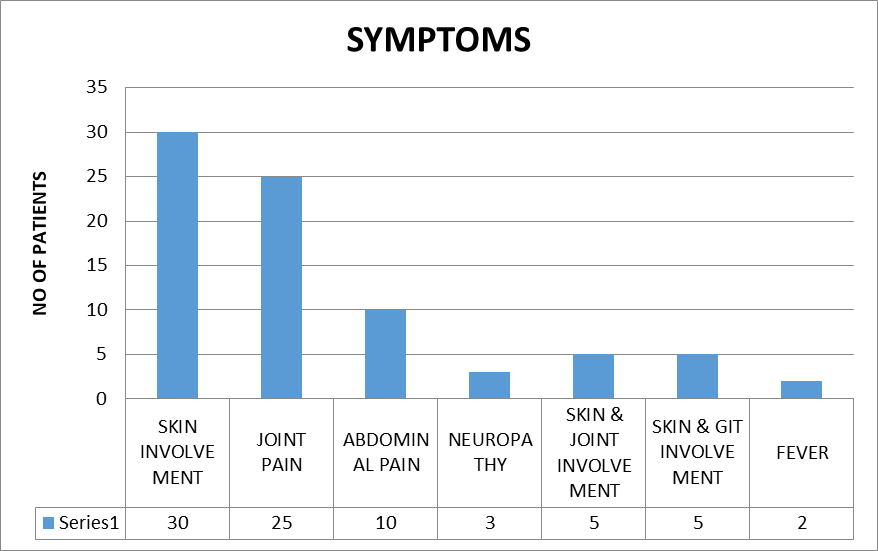 SYMPTOMS
NO OF PATIENTS
35
30
25
20
15
10
5
0
SKIN
INVOLVE
MENT
JOINT
PAIN
ABDOMIN
AL PAIN
NEUROPA
THY
SKIN &
JOINT
INVOLVE
MENT
SKIN & GIT
INVOLVE
MENT
FEVER
Series1 30 25 10 3 5 5 2